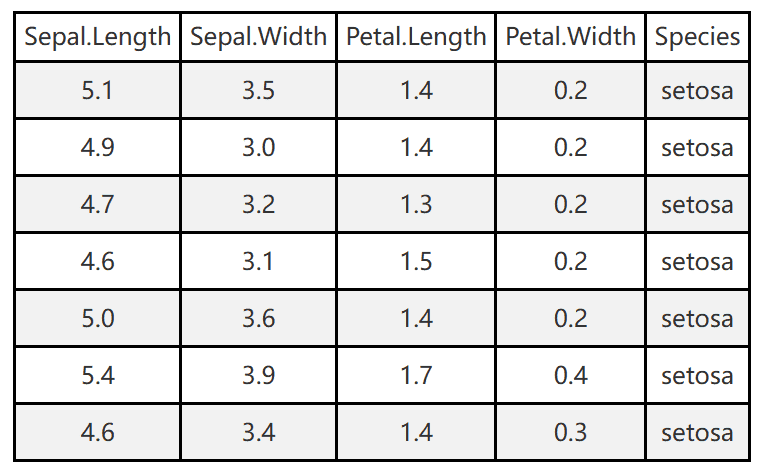 Sepal.Length Sepal.Width Petal.Length Petal.Width Species
5.1 3.5 1.4 0.2 setosa
4.9 3.0 1.4 0.2 setosa
4.7 3.2 1.3 0.2 setosa
4.6 3.1 1.5 0.2 setosa
5.0 3.6 1.4 0.2 setosa
5.4 3.9 1.7 0.4 setosa
4.6 3.4 1.4 0.3 setosa